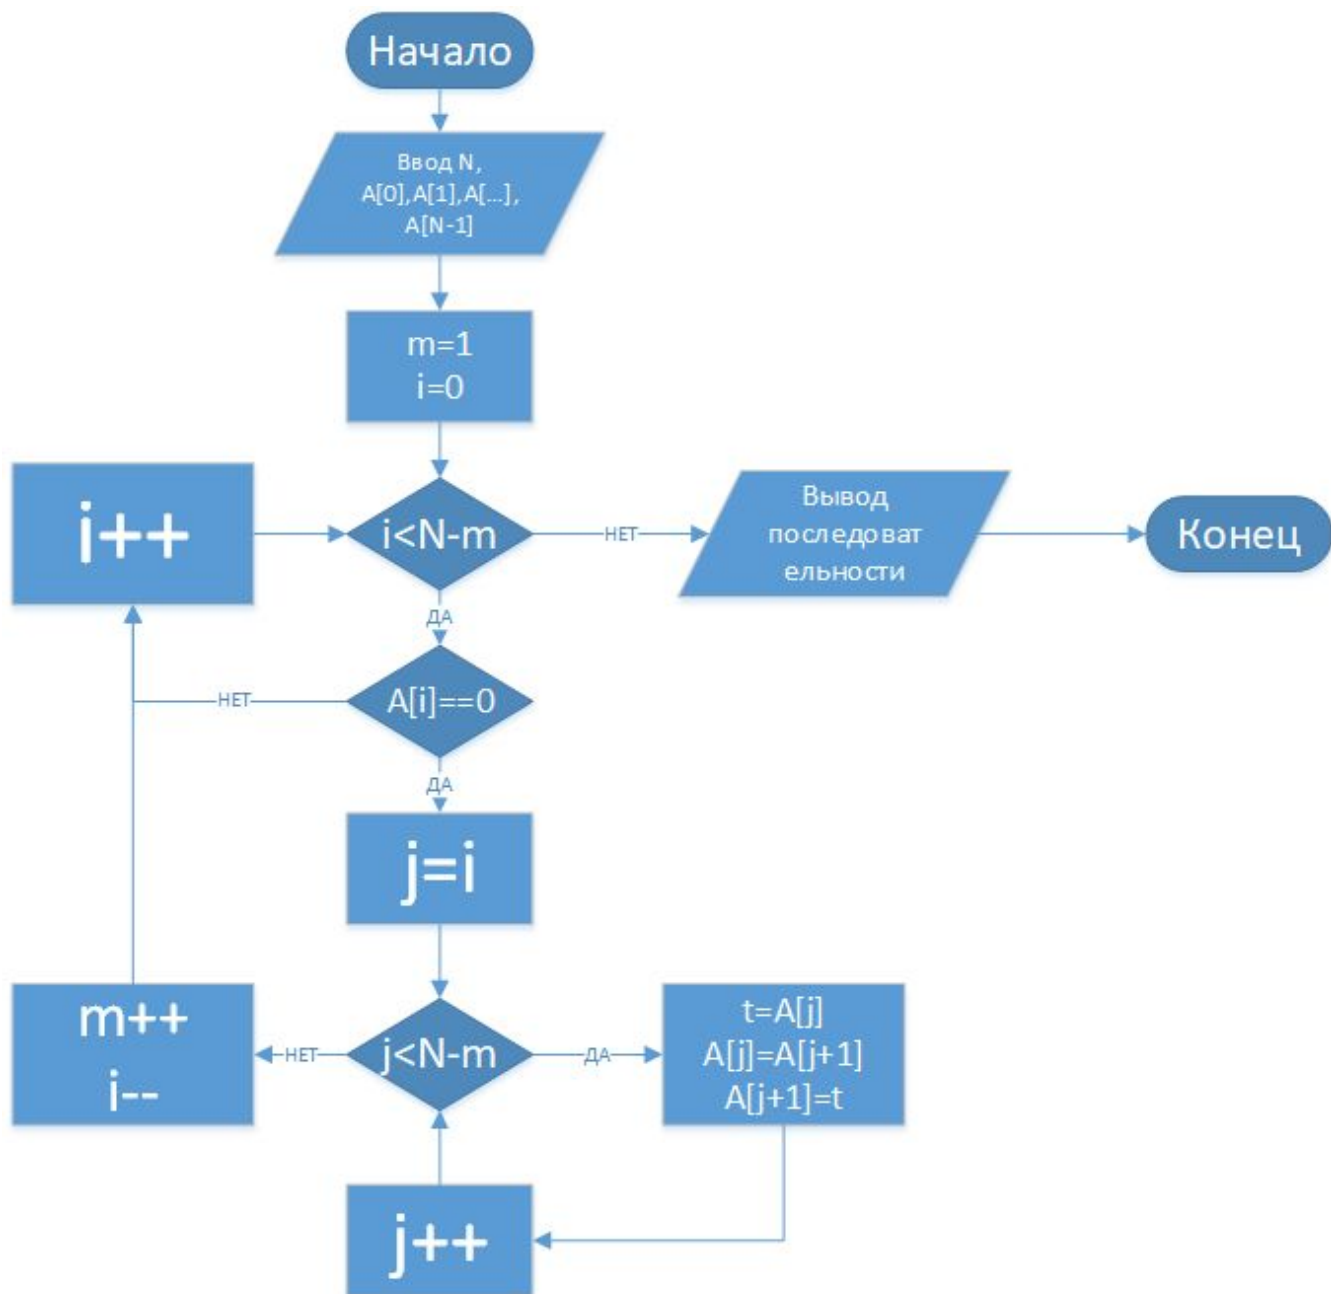 Начало
Ввод N,
A[0],A[1],A[...],
A[N-1]
m=1
i=0
i++
i<N-m
НЕТ
Вывод
последоват
ельности
Конец
ДА
A[i]==0
НЕТ
ДА
j=i
m++
i--
НЕТ
j<N-m
ДА
t=A[j]
A[j]=A[j+1]
A[j+1]=t
j++